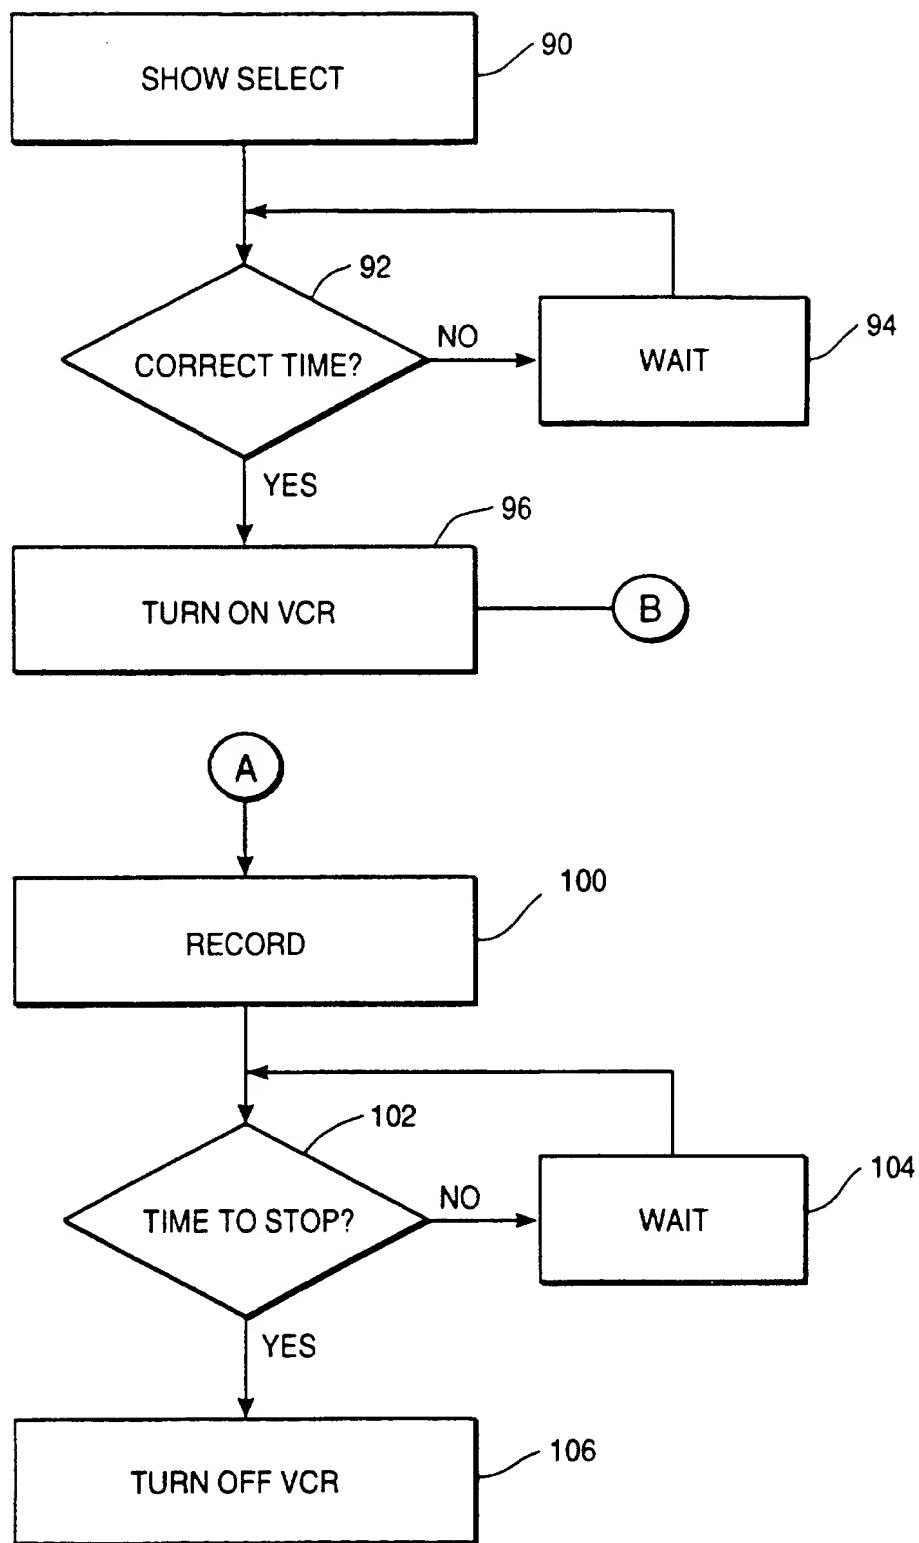 SHOW SELECT
90
92
CORRECT TIME?
NO
WAIT
94
YES
96
TURN ON VCR
B
A
100
RECORD
102
TIME TO STOP?
NO
WAIT
104
YES
TURN OFF VCR
106